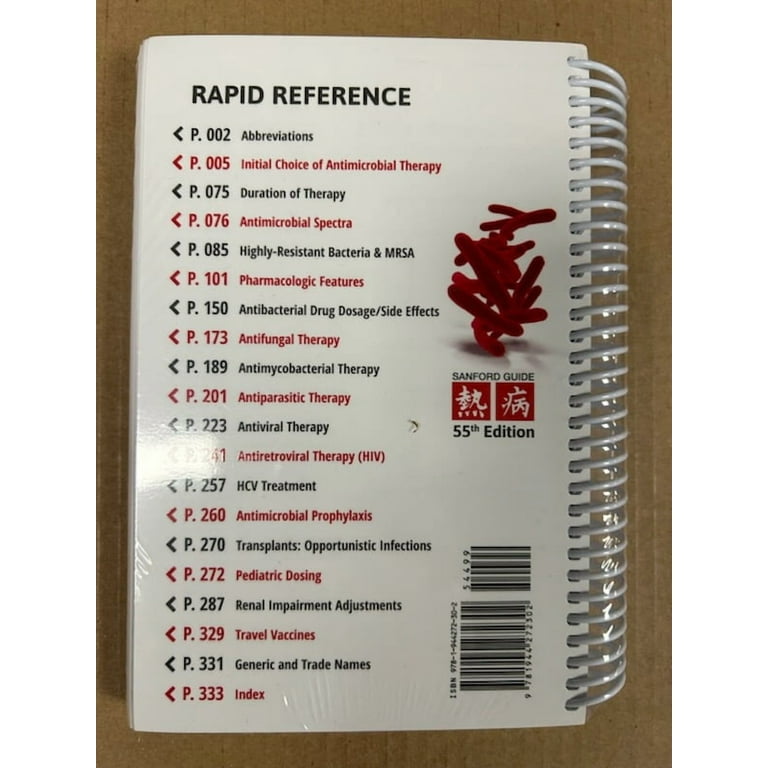 RAPID REFERENCE
< P. 002 Abbreviations
< P. 005 Initial Choice of Antimicrobial Therapy
< P. 075 Duration of Therapy
< P. 076 Antimicrobial Spectra
< P. 085 Highly-Resistant Bacteria & MRSA
< P. 101 Pharmacologic Features
< P. 150 Antibacterial Drug Dosage/Side Effects
< P. 173 Antifungal Therapy
< P. 189 Antimycobacterial Therapy
< P. 201 Antiparasitic Therapy
< P. 223 Antiviral Therapy
< P. 241 Antiretroviral Therapy (HIV)
< P. 257 HCV Treatment
< P. 260 Antimicrobial Prophylaxis
< P. 270 Transplants: Opportunistic Infections
< P. 272 Pediatric Dosing
< P. 287 Renal Impairment Adjustments
< P. 329 Travel Vaccines
< P. 331 Generic and Trade Names
< P. 333 Index
SANFORD GUIDE
熱病
55th Edition
54499
ISBN 978-1-944272-30-2
9 781944 272302